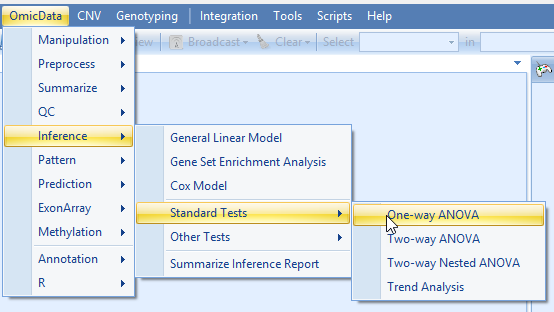 OmicData CNV Genotyping Integration Tools Scripts Help
Manipulation
Broadcast Clear Select in
Preprocess
Summarize
QC
Inference
Pattern
Prediction
ExonArray
Methylation
Annotation
R
General Linear Model
Gene Set Enrichment Analysis
Cox Model
Standard Tests
Other Tests
Summarize Inference Report
One-way ANOVA
Two-way ANOVA
Two-way Nested ANOVA
Trend Analysis